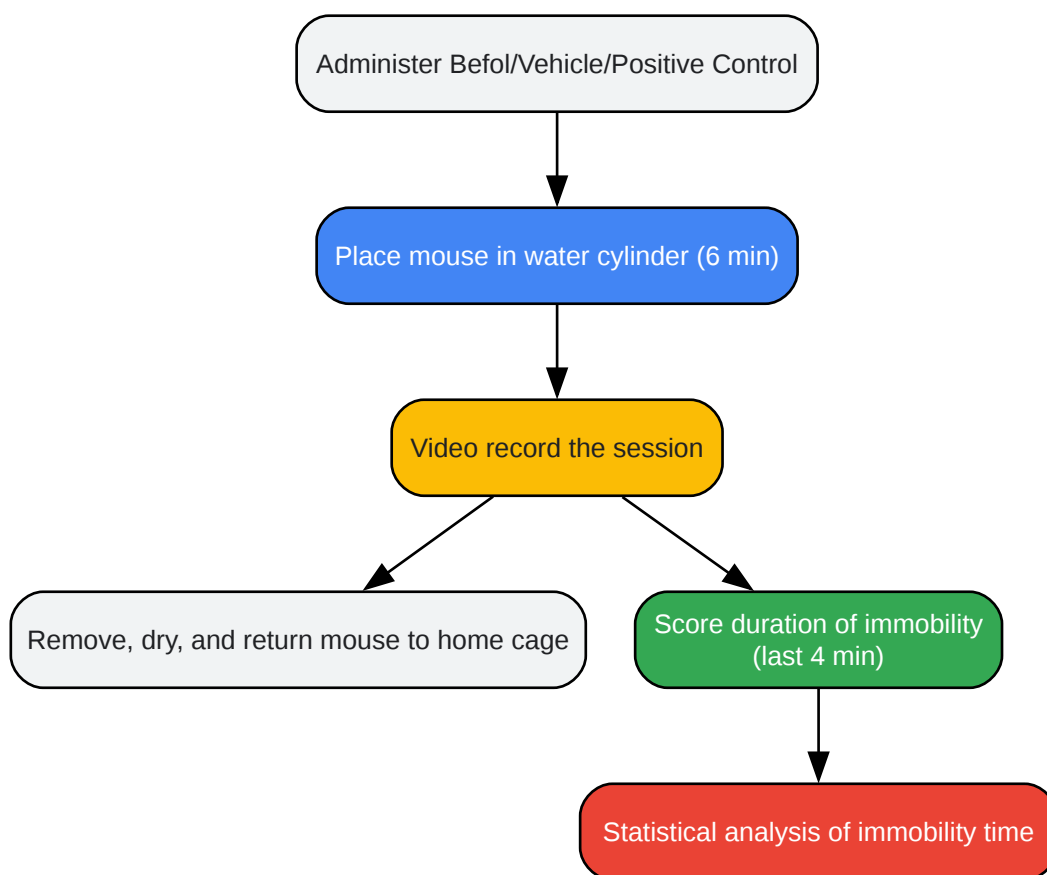 Administer Befol/Vehicle/Positive Control
Place mouse in water cylinder (6 min)
Video record the session
Remove, dry, and return mouse to home cage
Score duration of immobility
(last 4 min)
Statistical analysis of immobility time